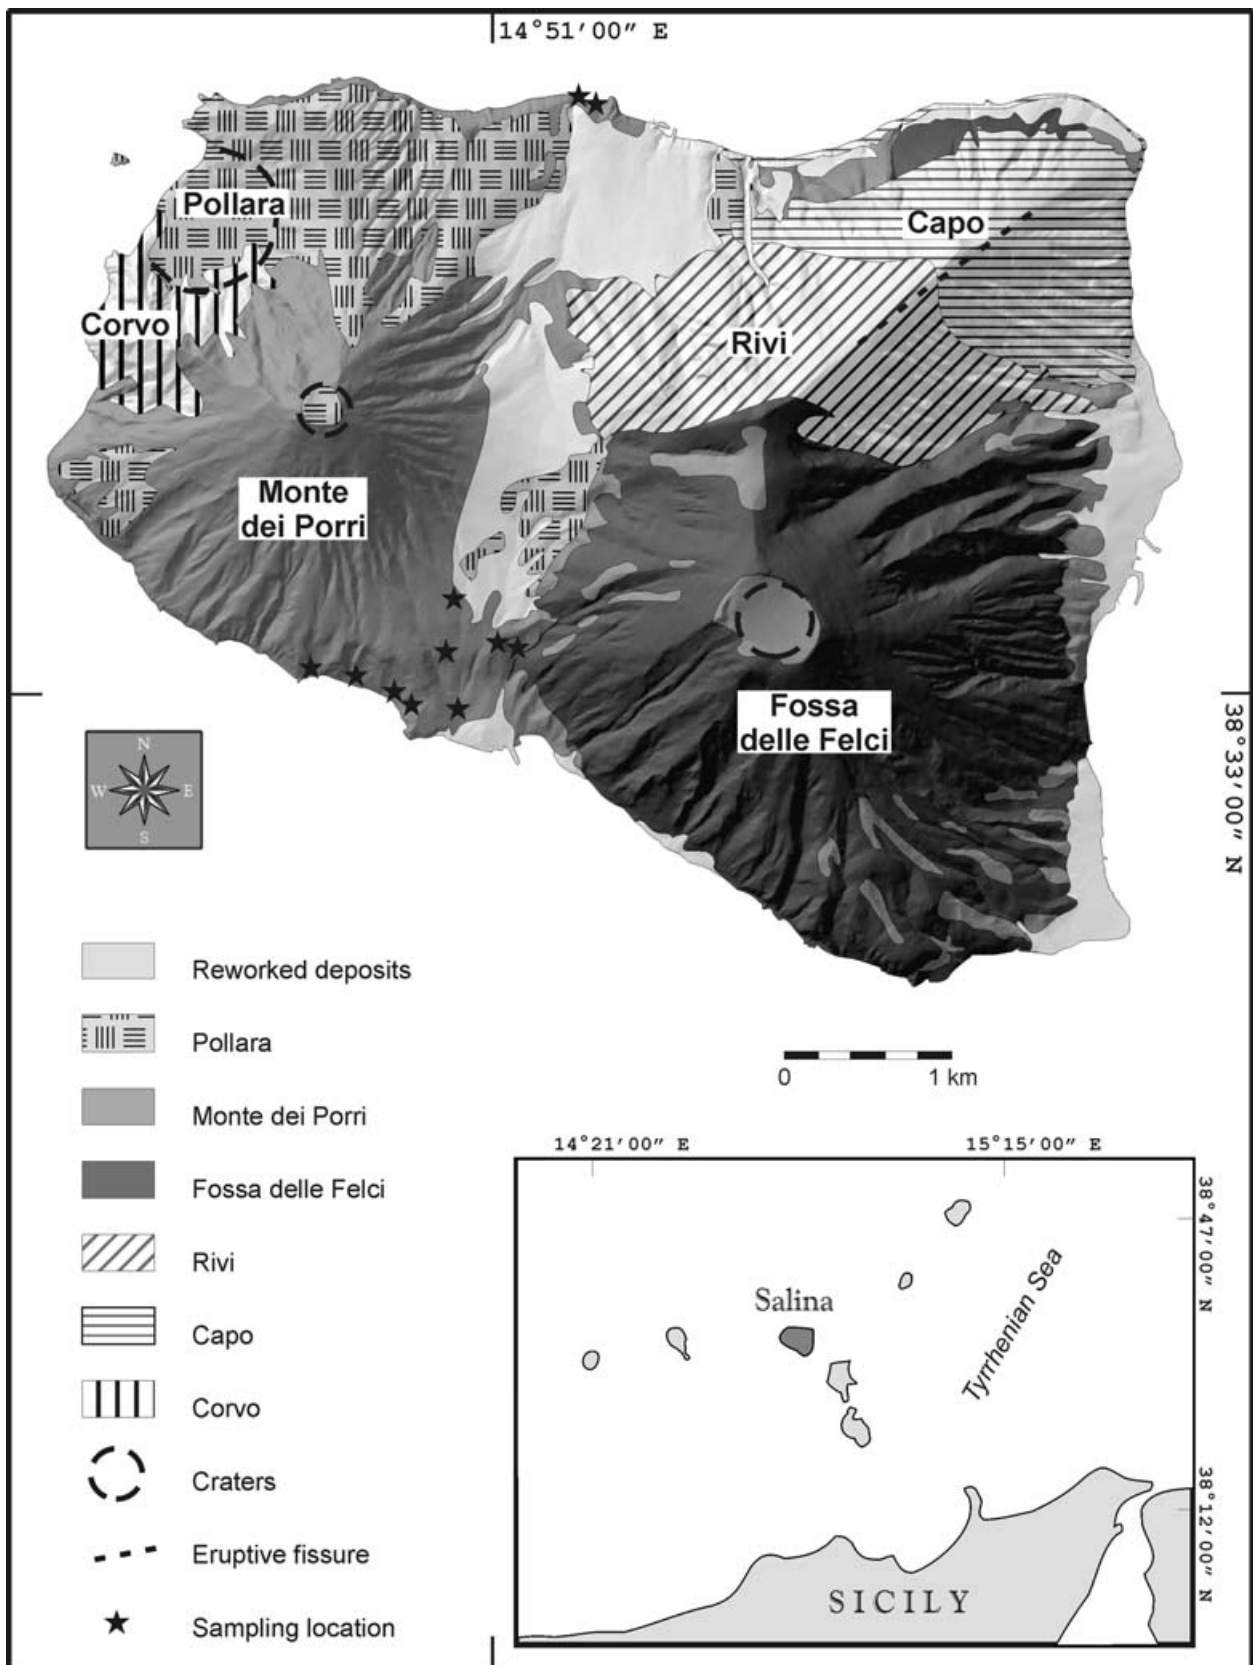 14°51'00" E
Pollara
Capo
Corvo
Rivi
Monte
dei Porri
Fossa
delle Felci
38°33'00" N
N
W
E
S
Reworked deposits
Pollara
Monte dei Porri
Fossa delle Felci
Rivi
Capo
Corvo
Craters
Eruptive fissure
Sampling location
0
1 km
14°21'00" E
15°15'00" E
38°47'00" N
Salina
Tyrrhenian Sea
38°12'00" N
SICILY